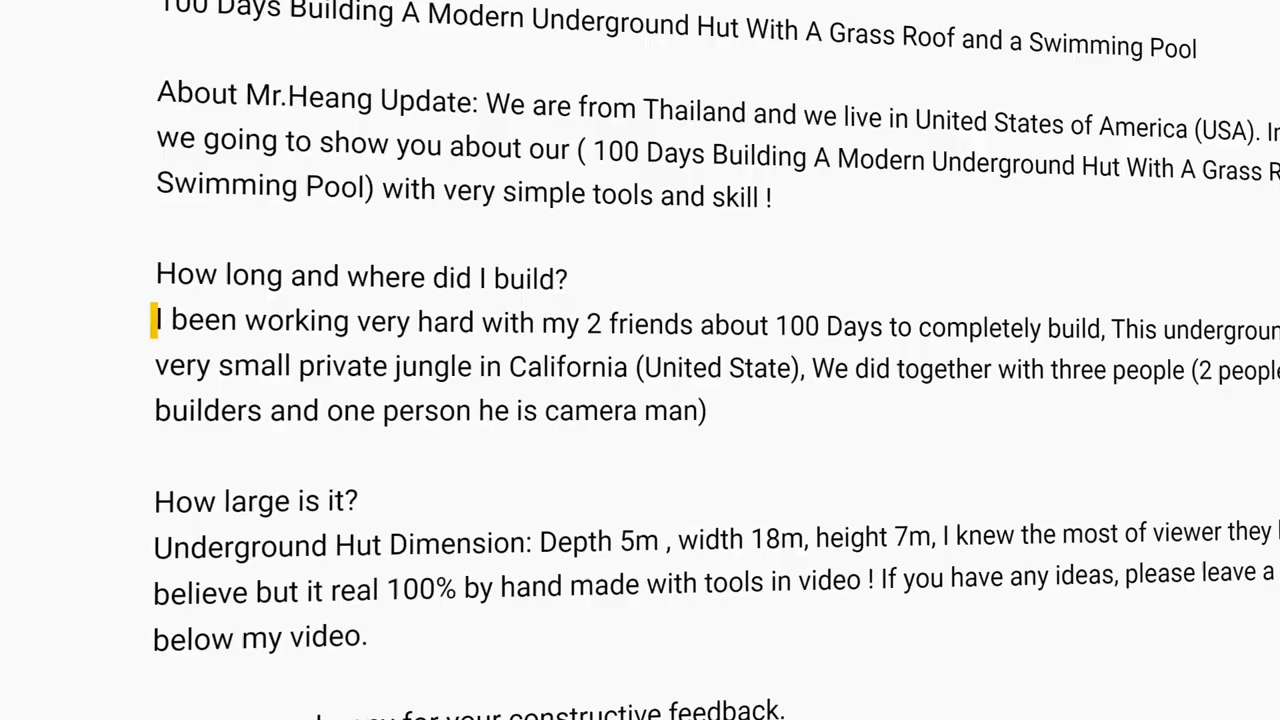 100 Days Building A Modern Underground Hut With A Grass Roof and a Swimming Pool
About Mr.Heang Update: We are from Thailand and we live in United States of America (USA). In
we going to show you about our ( 100 Days Building A Modern Underground Hut With A Grass
Swimming Pool) with very simple tools and skill !
How long and where did I build?
I been working very hard with my 2 friends about 100 Days to completely build, This
very small private jungle in California (United State), We did together with three people (2
builders and one person he is camera man)
How large is it?
Underground Hut Dimension: Depth 5m , width 18m, height 7m, I knew the most of viewer they
believe but it real 100% by hand made with tools in video ! If you have any ideas, please leave a
below my video.
for your constructive feedback.